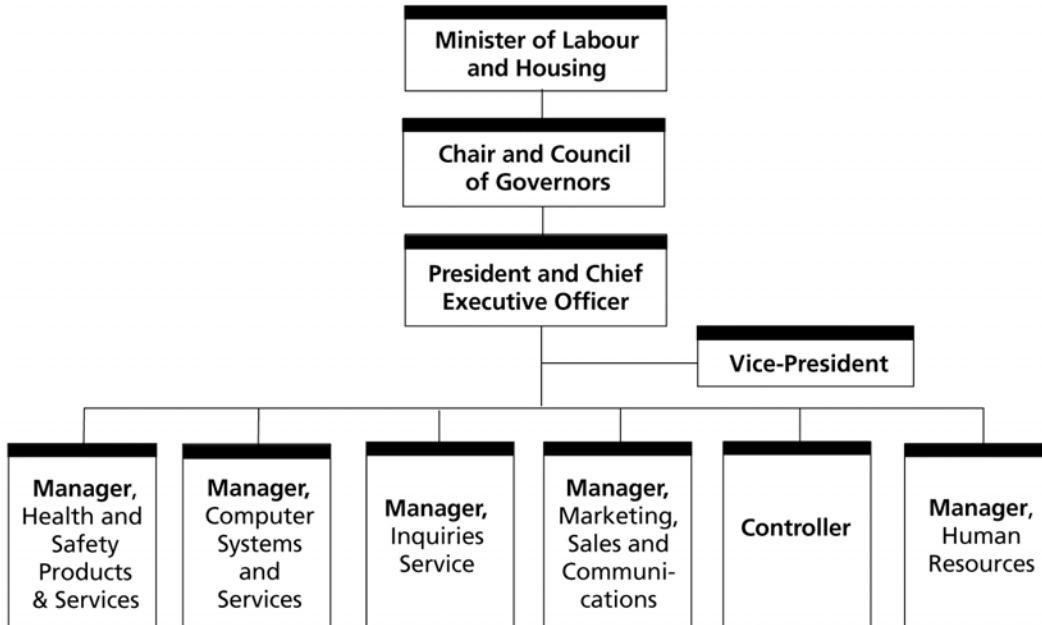 Minister of Labour
and Housing
Chair and Council
of Governors
President and Chief
Executive Officer
Vice-President
Manager,
Health and
Safety
Products
& Services
Manager,
Computer
Systems
and
Services
Manager,
Inquiries
Service
Manager,
Marketing,
Sales and
Communi-
cations
Controller
Manager,
Human
Resources